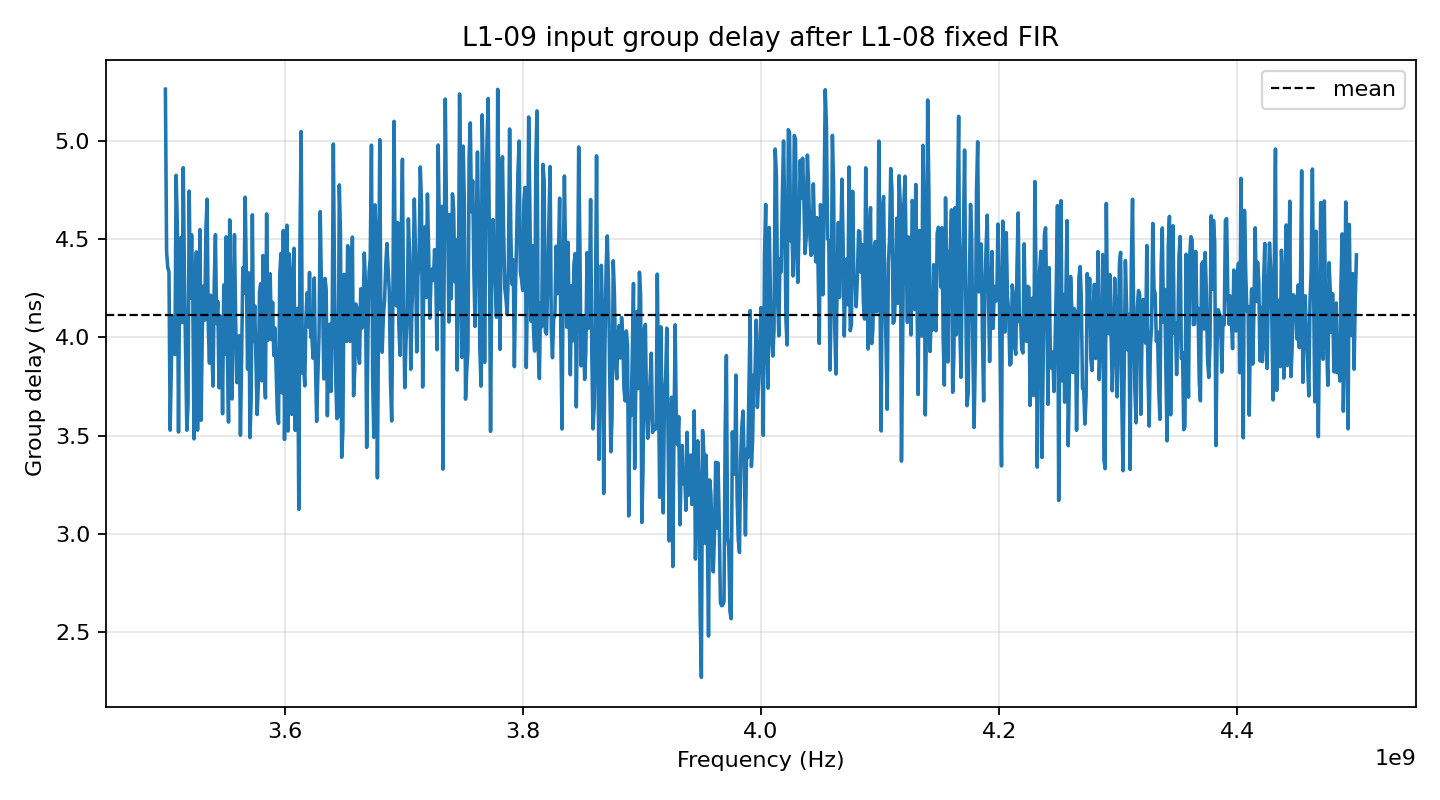 L1-09 input group delay after L1-08 fixed FIR
mean
Group delay (ns)
5.0
4.5
4.0
3.5
3.0
2.5
3.6 3.8 4.0 4.2 4.4
1e9
Frequency (Hz)